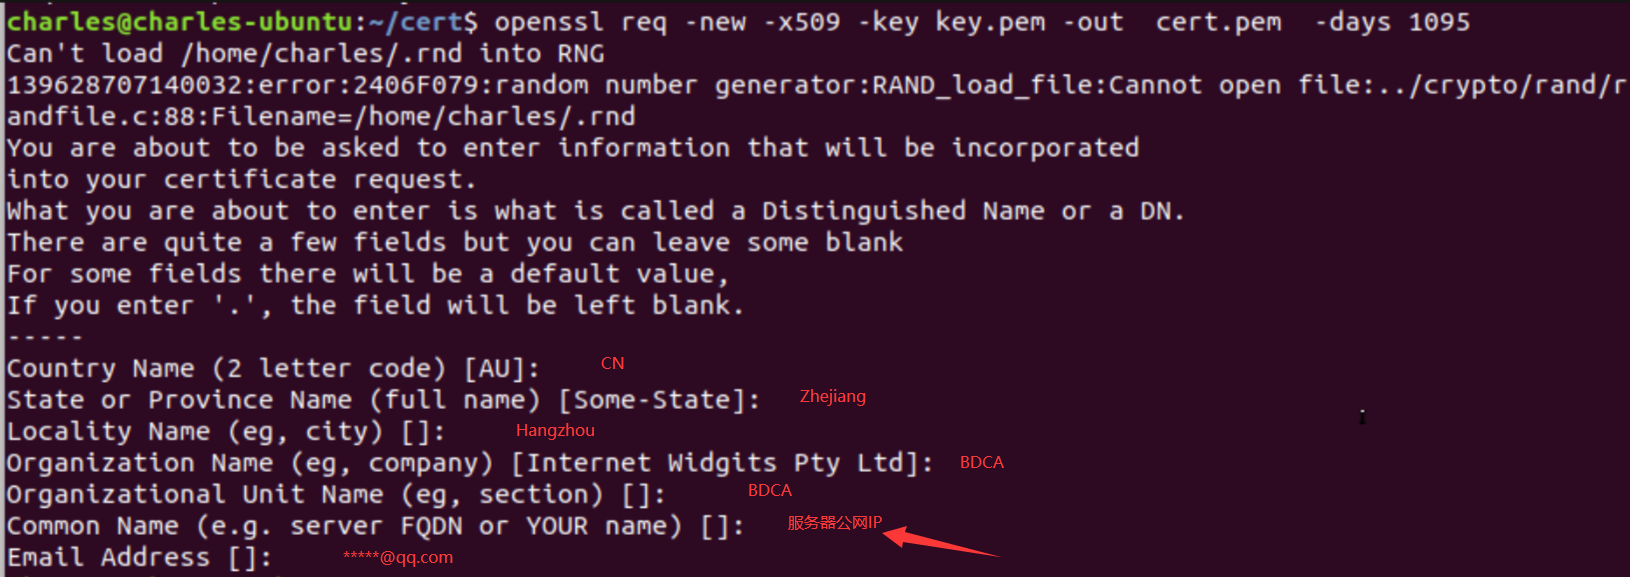 charles@charles-ubuntu:~/cert$ openssl req -new -x509 -key key.pem -out  cert.pem  -days 1095
Can't load /home/charles/.rnd into RNG
139628707140032:error:2406F079:random number generator:RAND_load_file:Cannot open file:../crypto/rand/r
andfile.c:88:Filename=/home/charles/.rnd
You are about to be asked to enter information that will be incorporated
into your certificate request.
What you are about to enter is what is called a Distinguished Name or a DN.
There are quite a few fields but you can leave some blank
For some fields there will be a default value,
If you enter '.', the field will be left blank.
-----
Country Name (2 letter code) [AU]: CN
State or Province Name (full name) [Some-State]: Zhejiang
Locality Name (eg, city) []: Hangzhou
Organization Name (eg, company) [Internet Widgits Pty Ltd]: BDCA
Organizational Unit Name (eg, section) []: BDCA
Common Name (e.g. server FQDN or YOUR name) []: 服务器公网IP
Email Address []: *****@qq.com